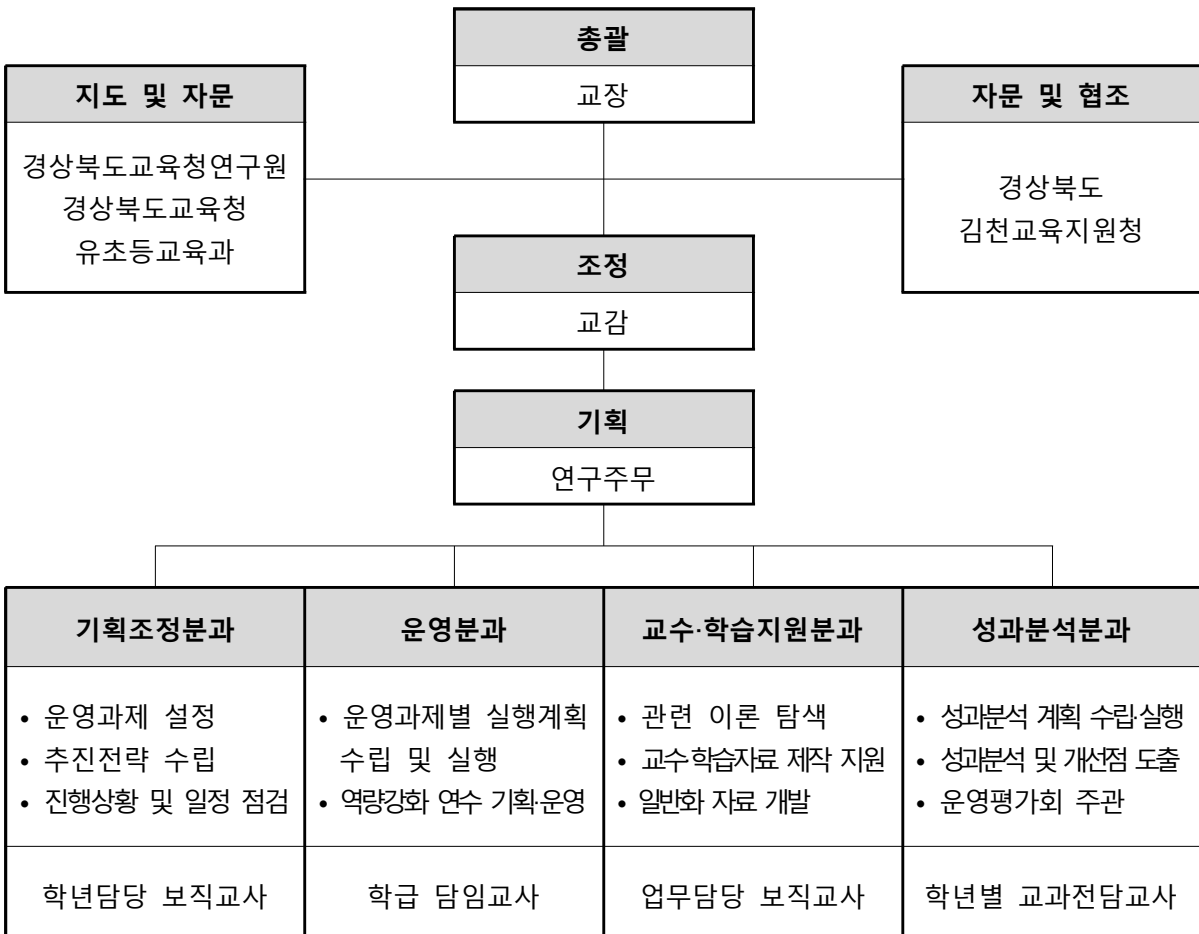 총괄
교장
지도 및 자문
경상북도교육청연구원
경상북도교육청
유초등교육과
자문 및 협조
경상북도
김천교육지원청
조정
교감
기획
연구주무
기획조정분과
• 운영과제 설정
• 추진전략 수립
• 진행상황 및 일정 점검
학년담당 보직교사
운영분과
• 운영과제별 실행계획
수립 및 실행
• 역량강화 연수 기획·운영
학급 담임교사
교수·학습지원분과
• 관련 이론 탐색
• 교수·학습자료 제작 지원
• 일반화 자료 개발
업무담당 보직교사
성과분석분과
• 성과분석 계획 수립·실행
• 성과분석 및 개선점 도출
• 운영평가회 주관
학년별 교과전담교사